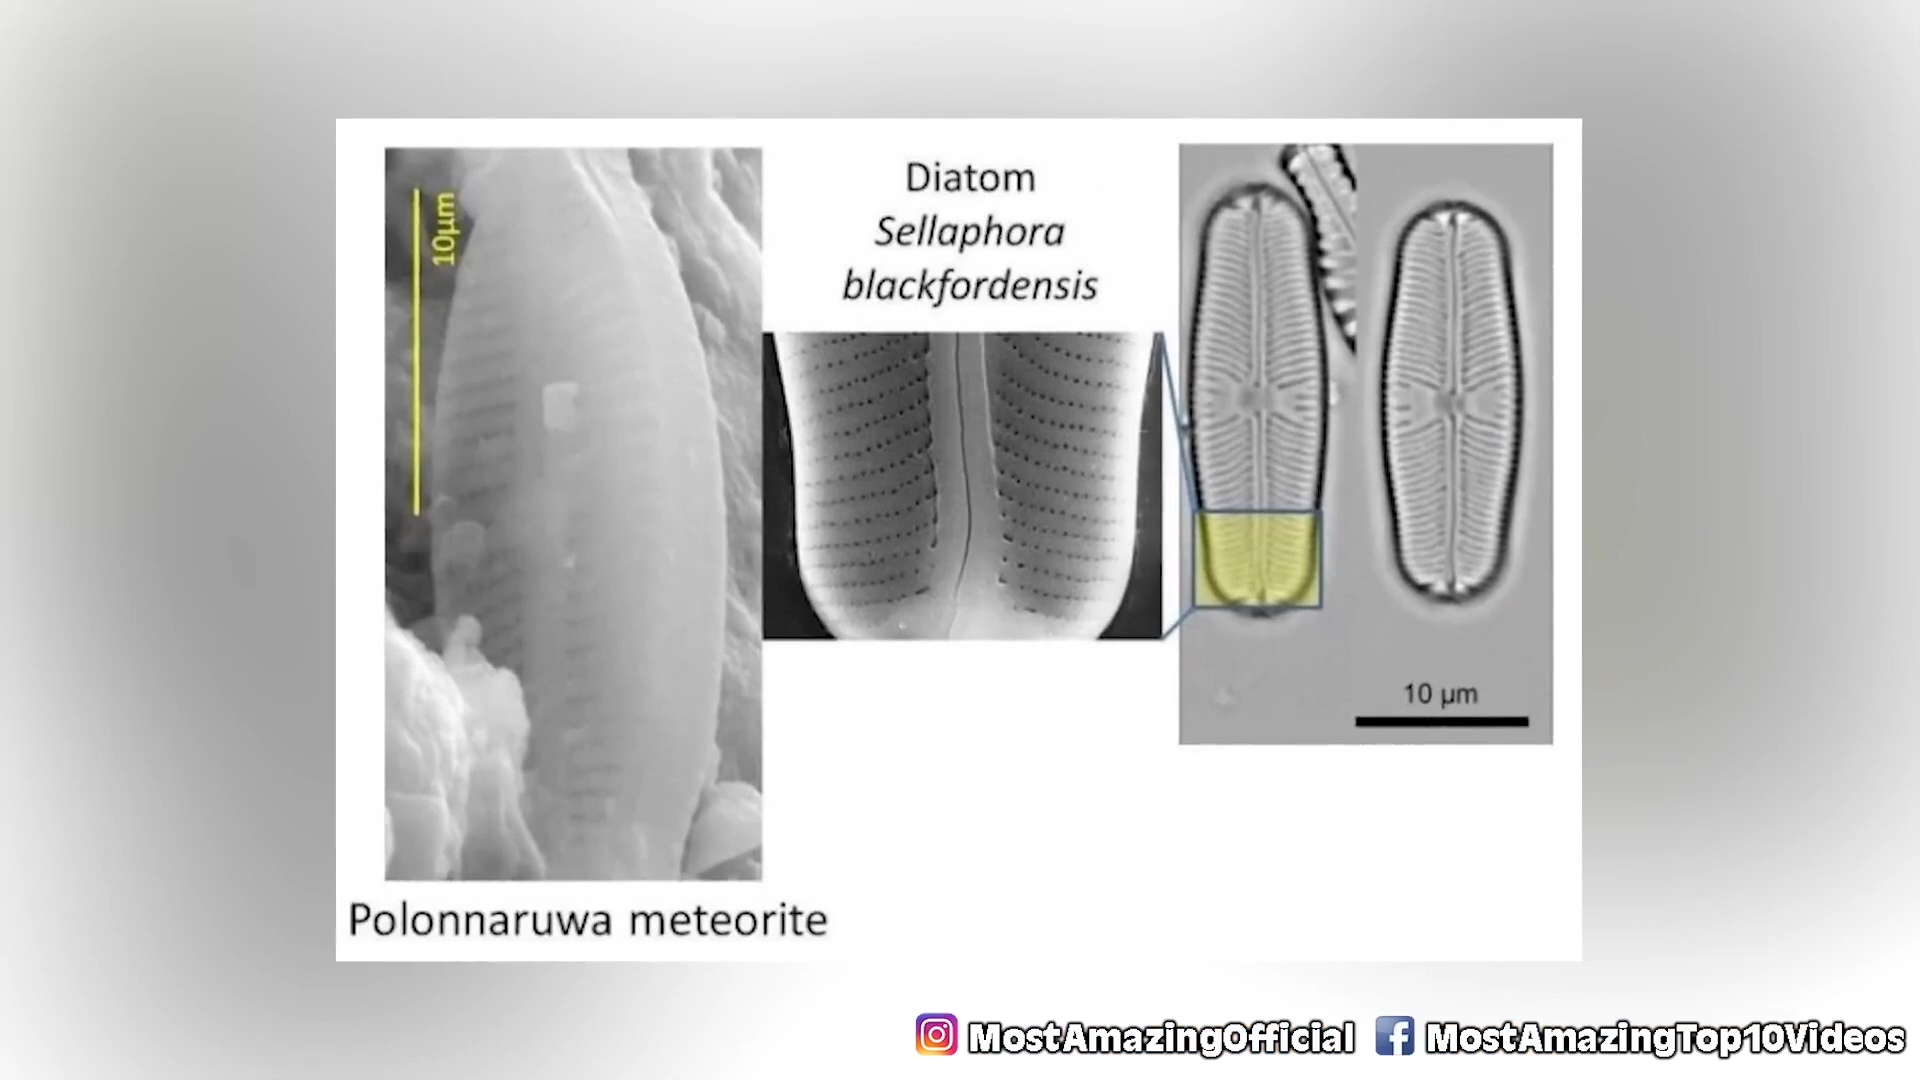 10µm
Diatom
Sellaphora
blackfordensis
10 µm
Polonnaruwa meteorite
MostAmazingOfficial MostAmazingTop10Videos